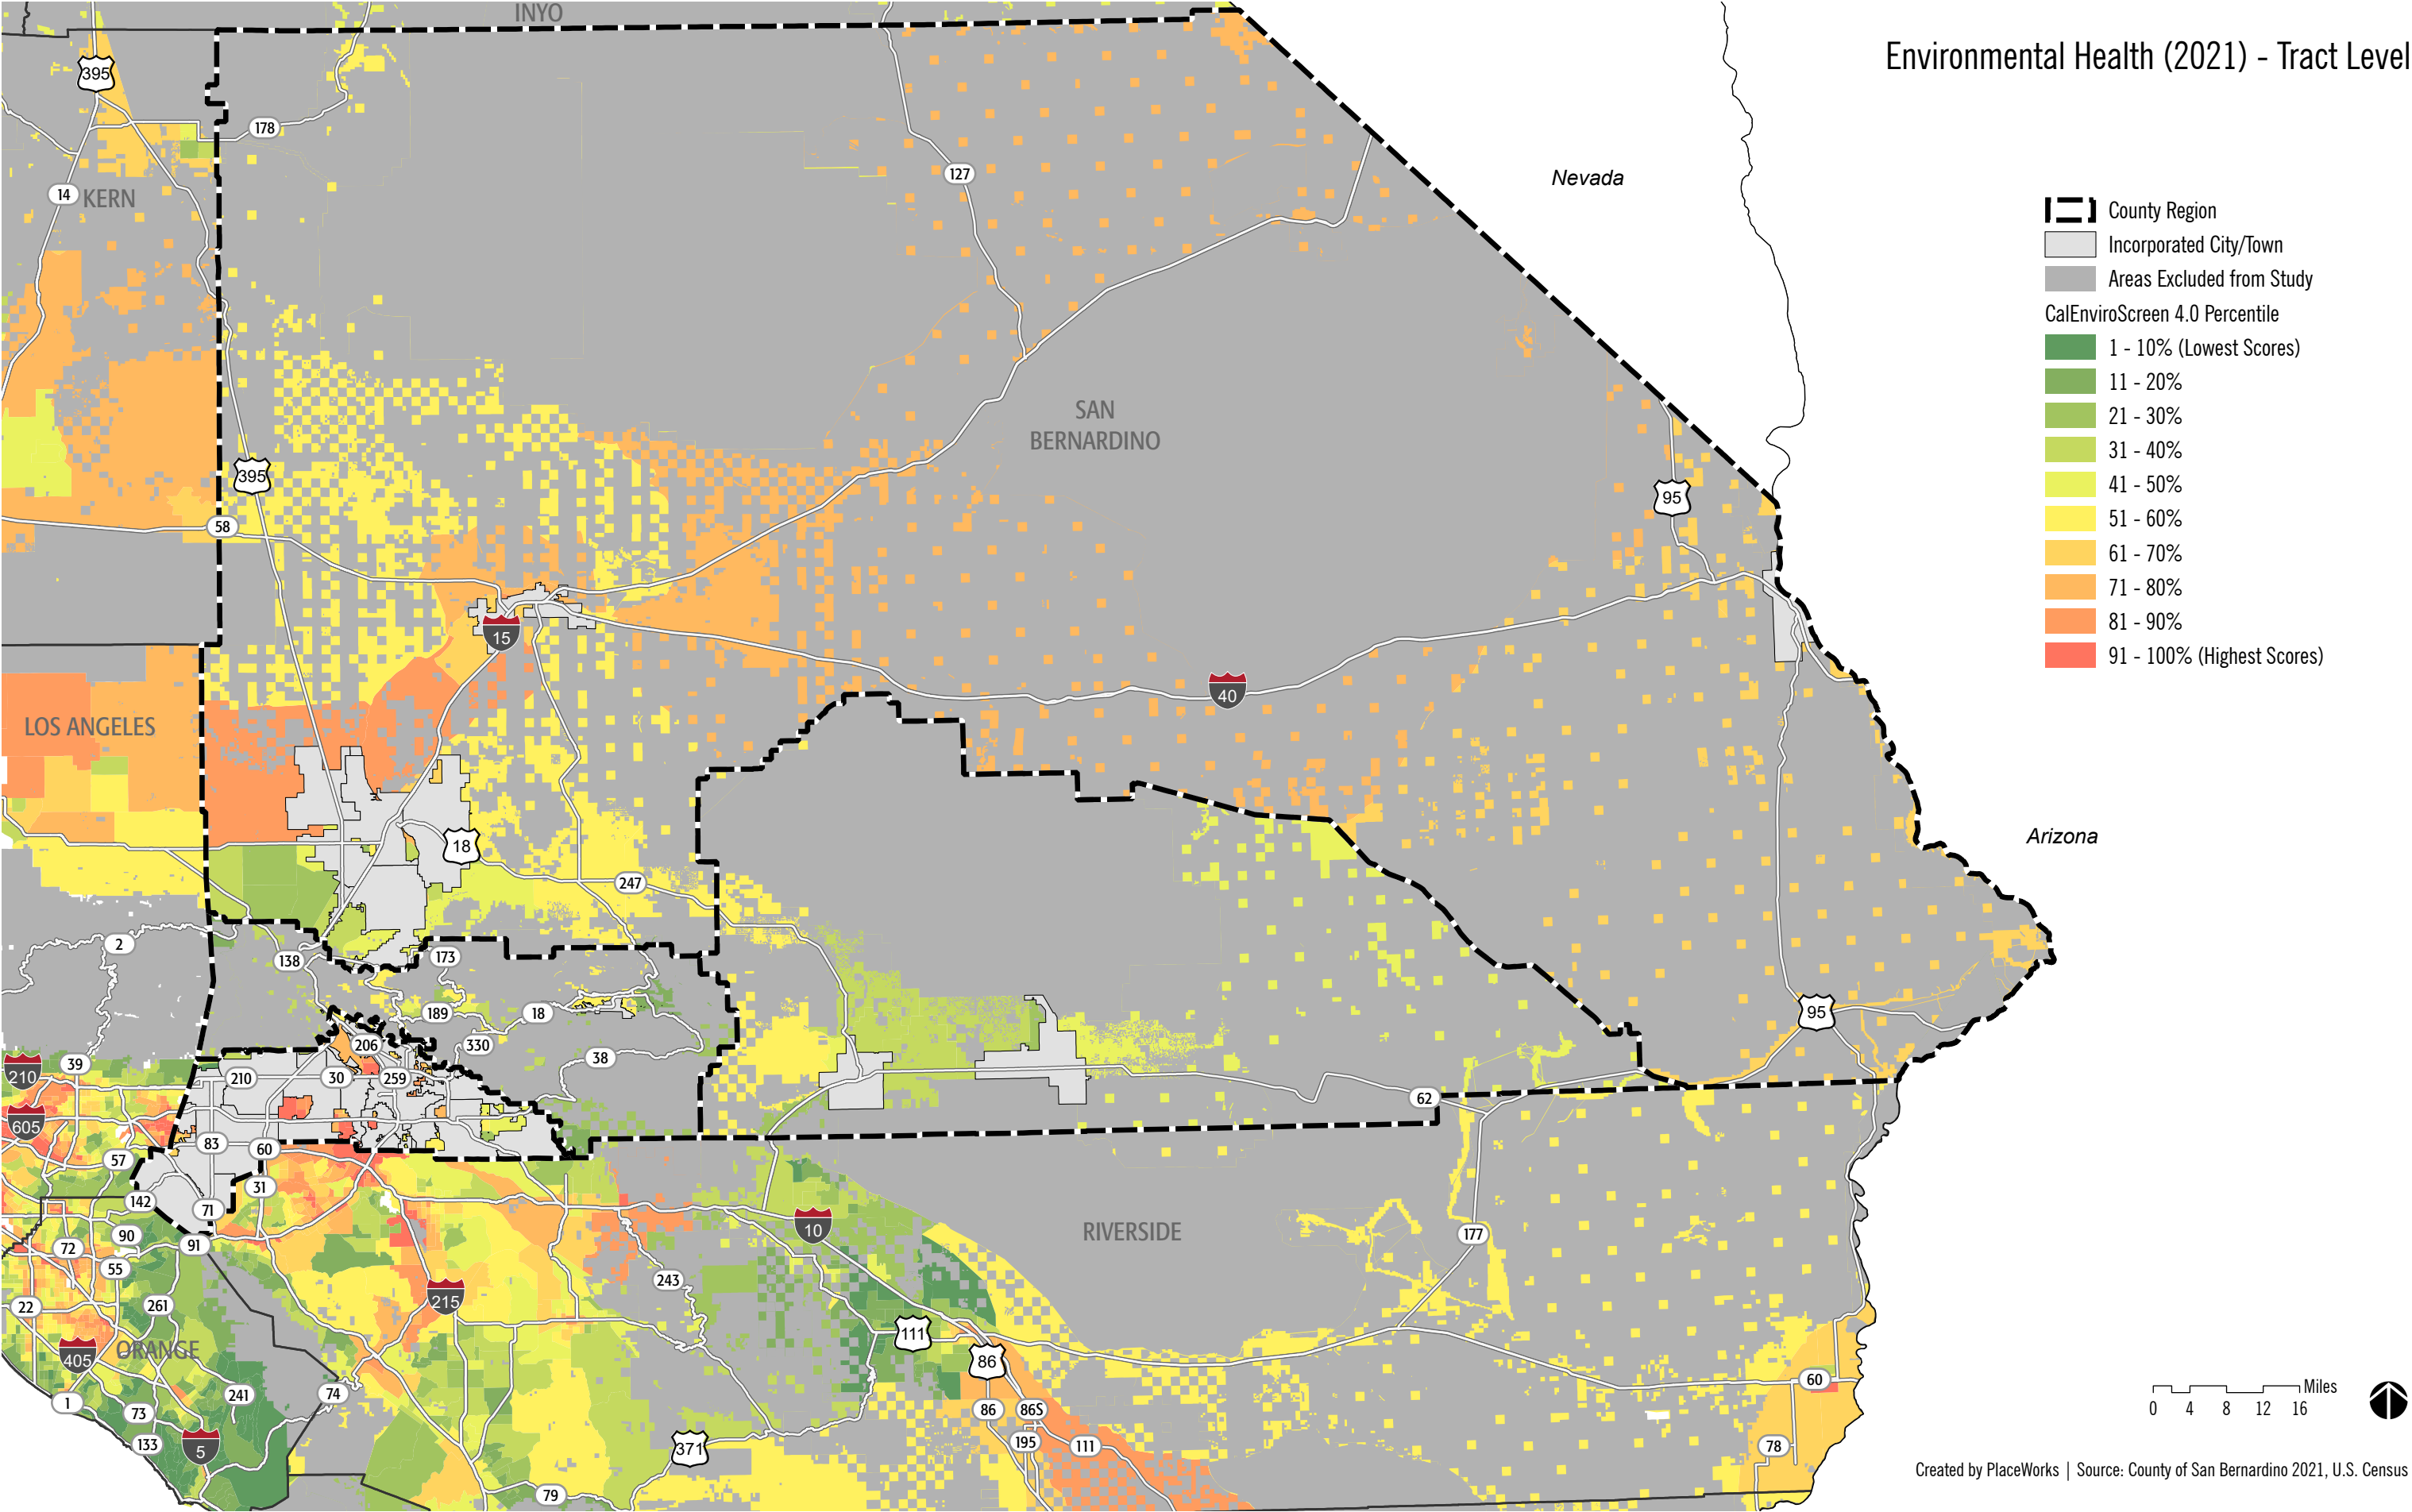 Environmental Health (2021) - Tract Level
INYO
395
178
14
KERN
127
Nevada
County Region
Incorporated City/Town
Areas Excluded from Study
CalEnviroScreen 4.0 Percentile
1 - 10% (Lowest Scores)
11 - 20%
21 - 30%
31 - 40%
41 - 50%
51 - 60%
61 - 70%
71 - 80%
81 - 90%
91 - 100% (Highest Scores)
SAN
BERNARDINO
395
95
58
15
40
LOS ANGELES
18
247
Arizona
2
138
173
189
18
95
206
330
38
39
210
210
30
259
62
605
83
60
57
31
142
71
10
RIVERSIDE
177
90
91
72
55
243
22
261
215
111
ORANGE
405
86
60
74
241
1
73
86
86S
133
5
371
195
111
78
79
Miles
0 4 8 12 16
Created by PlaceWorks | Source: County of San Bernardino 2021, U.S. Census